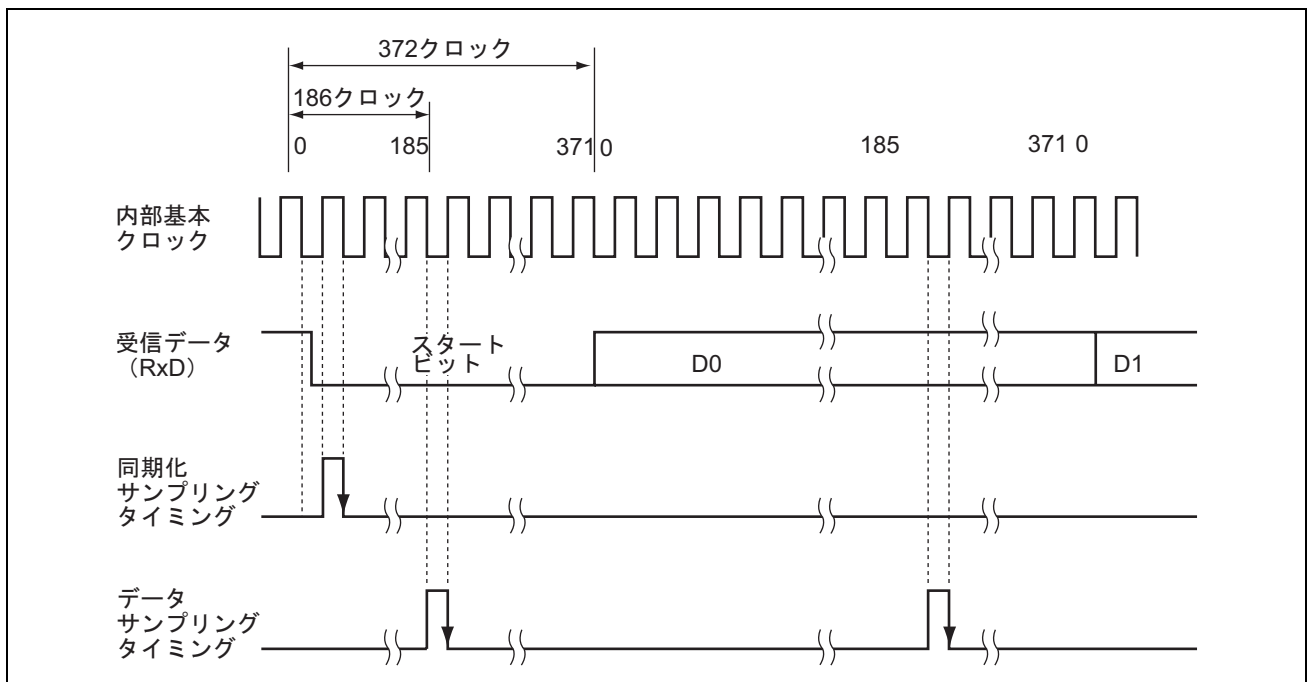 372クロック
186クロック
0 185 371 0 185 371 0
内部基本
クロック
受信データ
（RxD）
スタート
ビット
D0
D1
同期化
サンプリング
タイミング
データ
サンプリング
タイミング